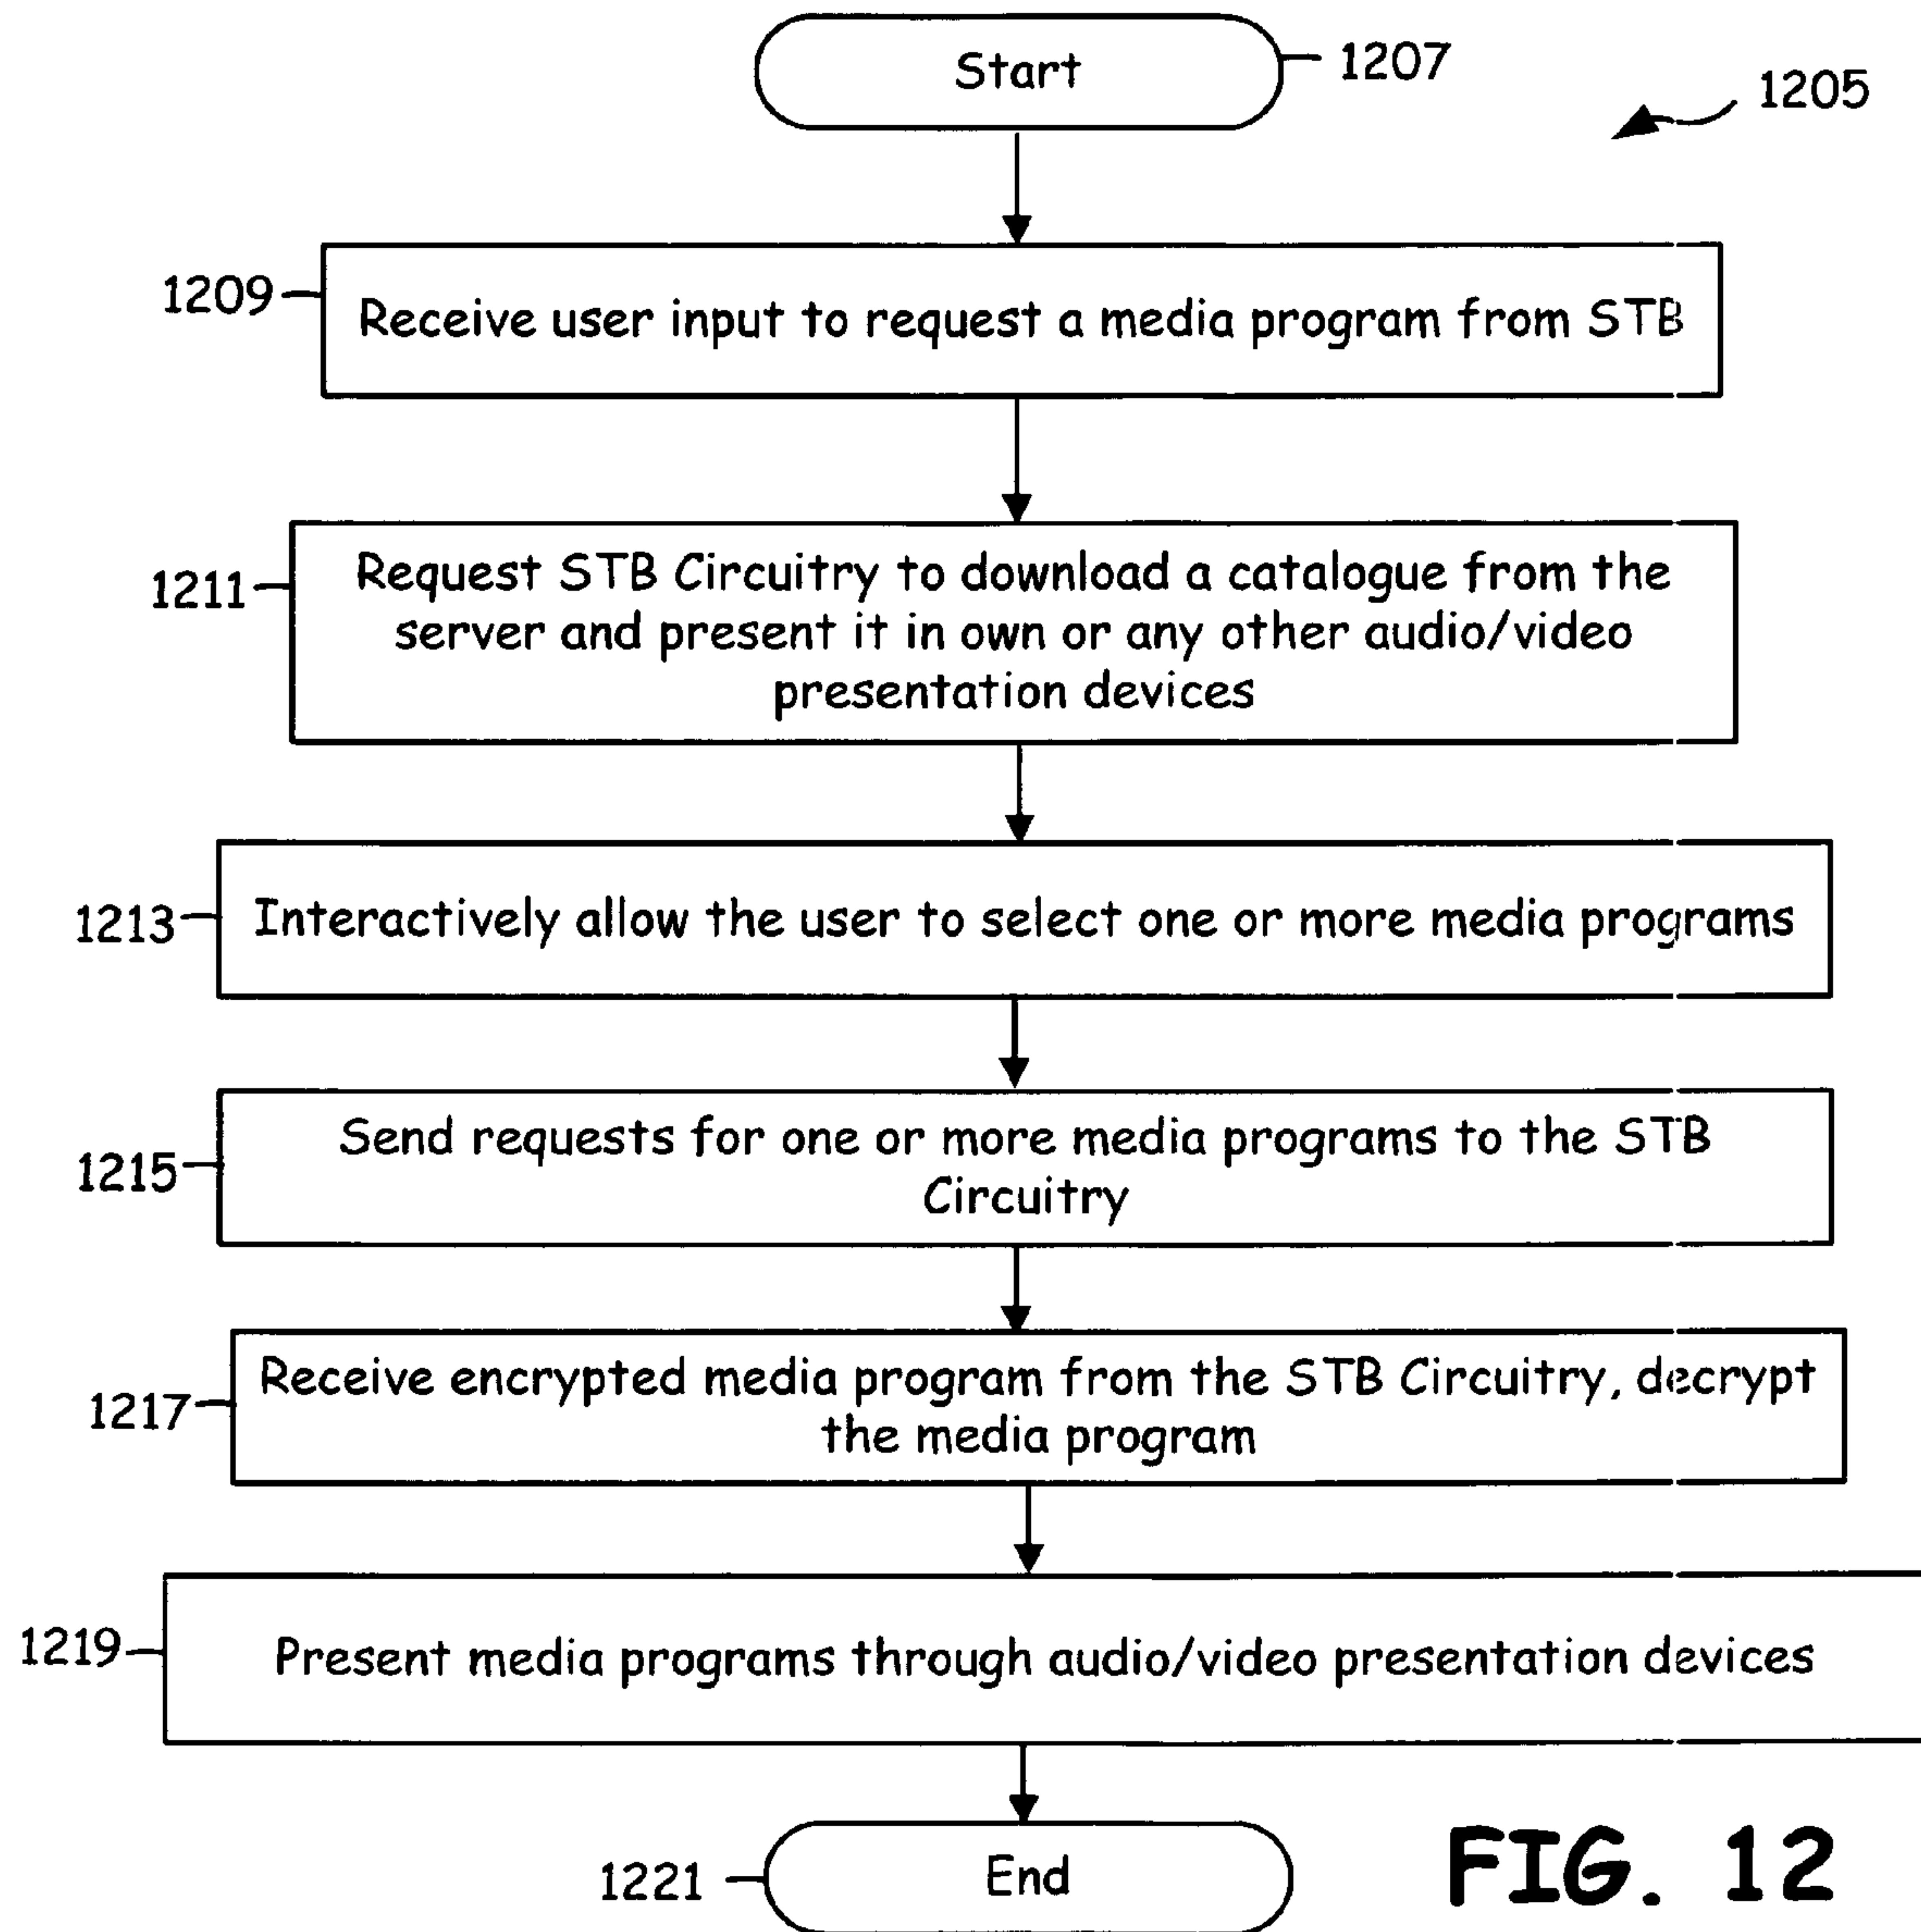 Start
1207
1205
1209
Receive user input to request a media program from STB
1211
Request STB Circuitry to download a catalogue from the
server and present it in own or any other audio/video
presentation devices
1213
Interactively allow the user to select one or more media programs
1215
Send requests for one or more media programs to the STB
Circuitry
1217
Receive encrypted media program from the STB Circuitry, decrypt
the media program
1219
Present media programs through audio/video presentation devices
1221
End
FIG. 12